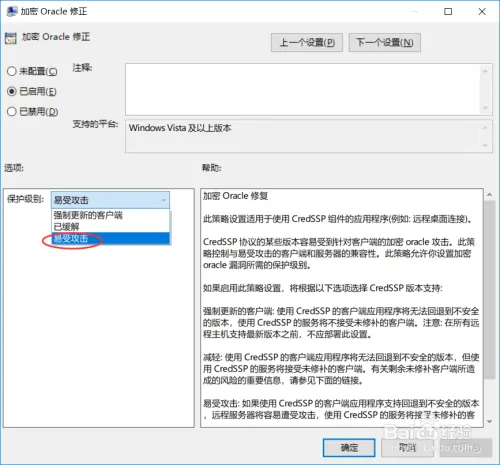 加密 Oracle 修正
加密 Oracle 修正
上一个设置(P)
下一个设置(N)
未配置(C)
注释:
已启用(E)
已禁用(D)
支持的平台:
Windows Vista 及以上版本
选项:
帮助:
保护级别:
易受攻击
强制更新的客户端
已缓解
易受攻击
加密 Oracle 修复
此策略设置适用于使用 CredSSP 组件的应用程序(例如: 远程桌面连接)。
CredSSP 协议的某些版本容易受到针对客户端的加密 oracle 攻击。此策
略控制与易受攻击的客户端和服务器的兼容性。此策略允许你设置加密
oracle 漏洞所需的保护级别。
如果启用此策略设置，将根据以下选项选择 CredSSP 版本支持:
强制更新的客户端: 使用 CredSSP 的客户端应用程序将无法回退到不安全
的版本，使用 CredSSP 的服务将不接受未修补的客户端。注意: 在所有远
程主机支持最新版本之前，不应部署此设置。
减轻: 使用 CredSSP 的客户端应用程序将无法回退到不安全的版本，但使
用 CredSSP 的服务将接受未修补的客户端。有关剩余未修补客户端所造
成的风险的重要信息，请参见下面的链接。
易受攻击: 如果使用 CredSSP 的客户端应用程序支持回退到不安全的版本
，远程服务器将容易遭受攻击，使用 CredSSP 的服务将接受未修补的客
确定
取消
Baidu经验